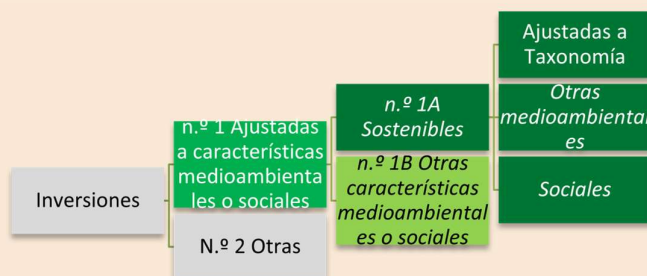 Inversiones
n.º 1 Ajustadas
a características
medioambienta
les o sociales
N.º 2 Otras
n.º 1A
Sostenibles
n.º 1B Otras
características
medioambiental
es o sociales
Ajustadas a
Taxonomía
Otras
medioambiental
es
Sociales